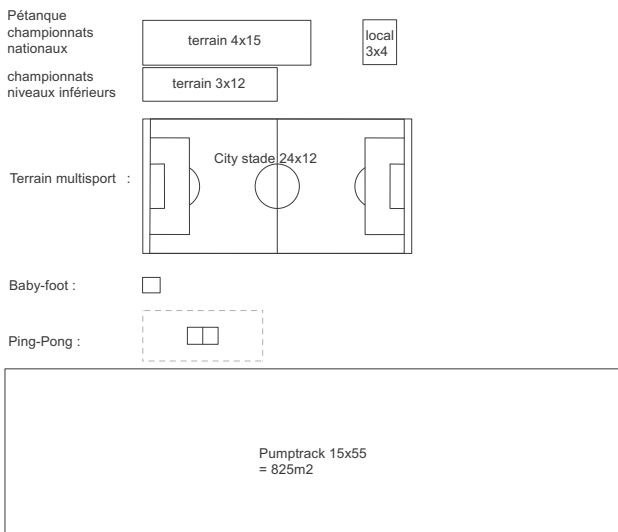 Pétanque
championnats
nationaux
terrain 4x15
local
3x4
championnats
niveaux inférieurs
terrain 3x12
City stade 24x12
Terrain multisport :
Baby-foot :
Ping-Pong :
Pumptrack 15x55
= 825m2